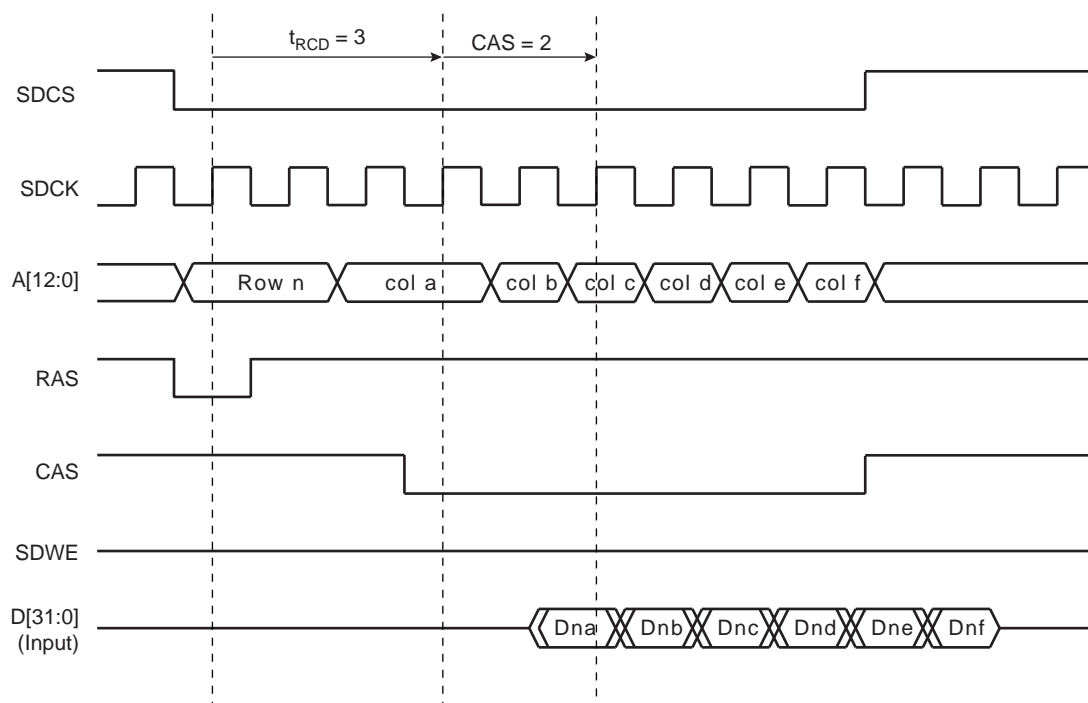 tRCD = 3
CAS = 2
SDCS
SDCK
A[12:0]
Row n
col a
col b
col c
col d
col e
col f
RAS
CAS
SDWE
D[31:0]
(Input)
Dna
Dnb
Dnc
Dnd
Dne
Dnf